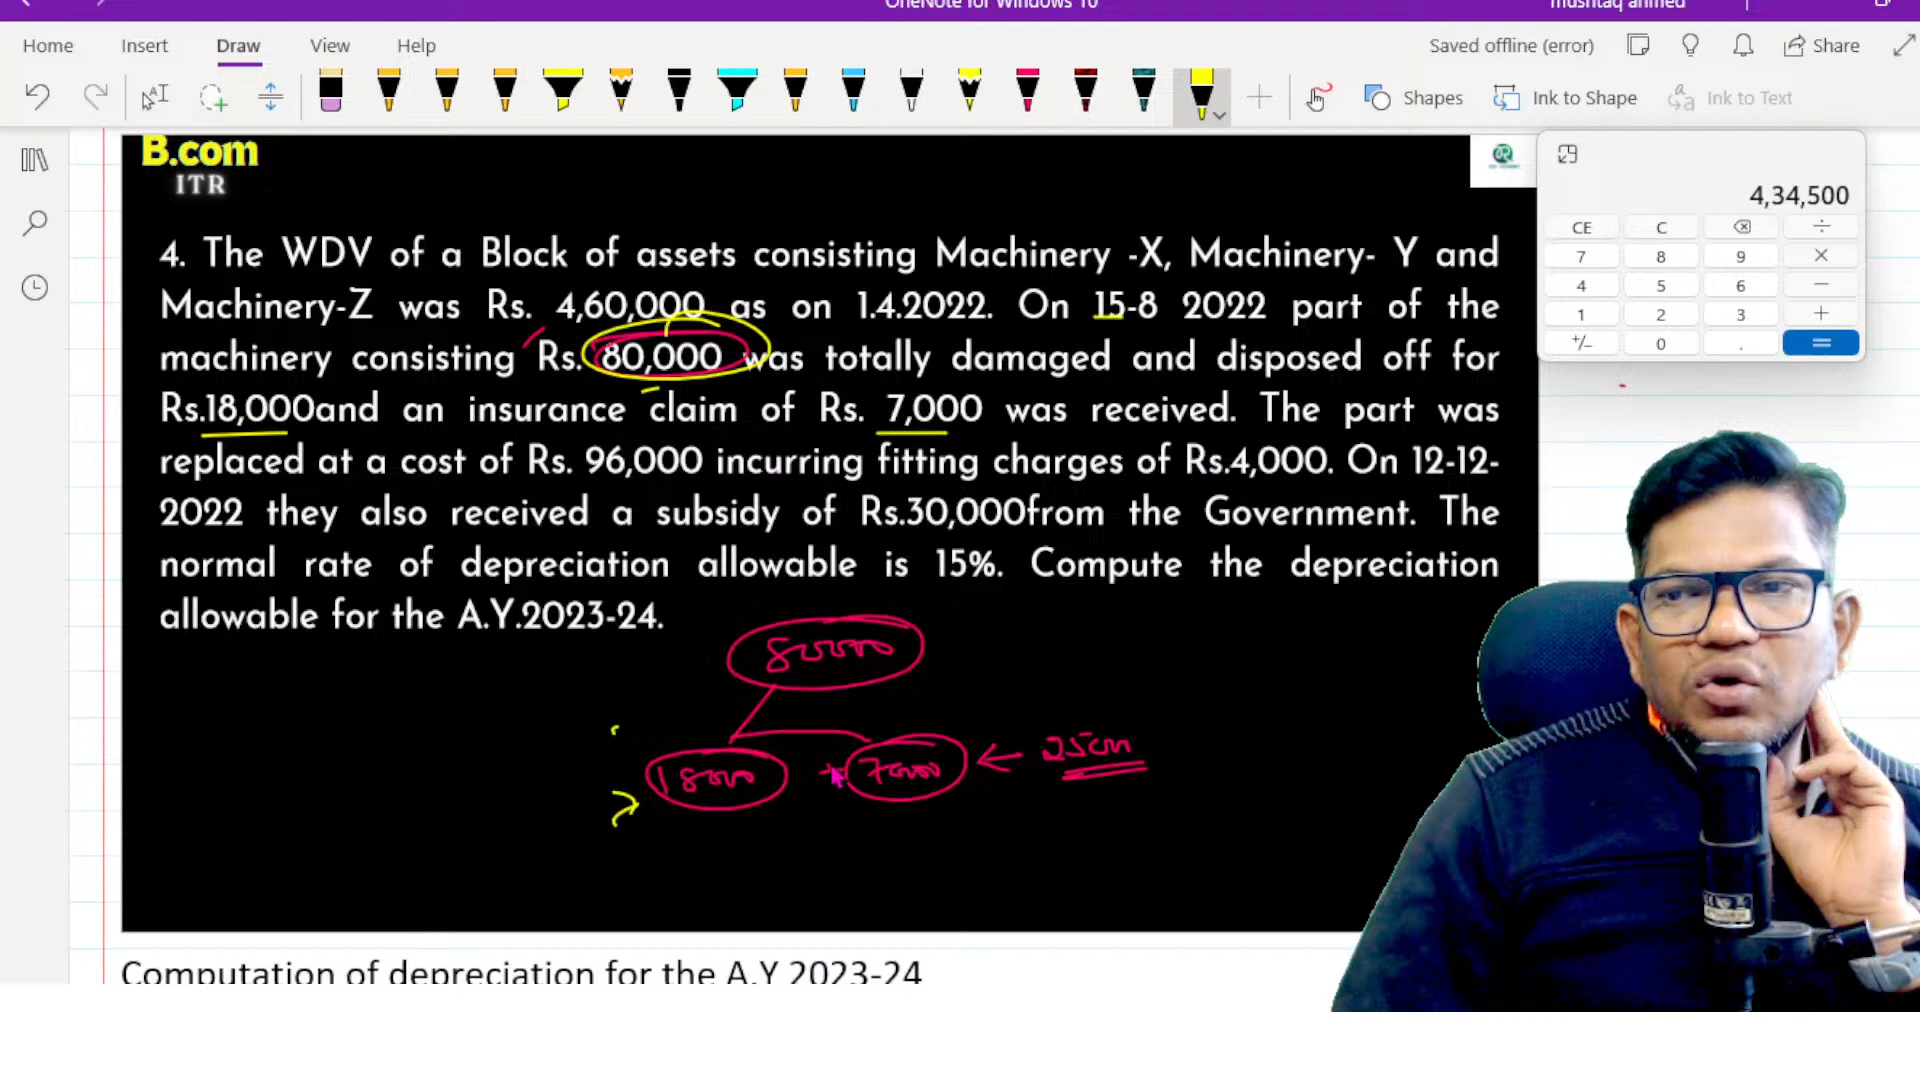 OneNote for Windows 10
mushtaq ahmed
Home Insert Draw View Help
Saved offline (error) Share
Shapes Ink to Shape Ink to Text
B.com
ITR
4,34,500
CE C ÷
7 8 9 ×
4 5 6 −
1 2 3 +
+/− 0 . =
4. The WDV of a Block of assets consisting Machinery -X, Machinery- Y and
Machinery-Z was Rs. 4,60,000 as on 1.4.2022. On 15-8 2022 part of the
machinery consisting Rs. 80,000 was totally damaged and disposed off for
Rs.18,000and an insurance claim of Rs. 7,000 was received. The part was
replaced at a cost of Rs. 96,000 incurring fitting charges of Rs.4,000. On 12-12-
2022 they also received a subsidy of Rs.30,000from the Government. The
normal rate of depreciation allowable is 15%. Compute the depreciation
allowable for the A.Y.2023-24.
80000
18000 + 7000 ← 25000
Computation of depreciation for the A.Y 2023-24